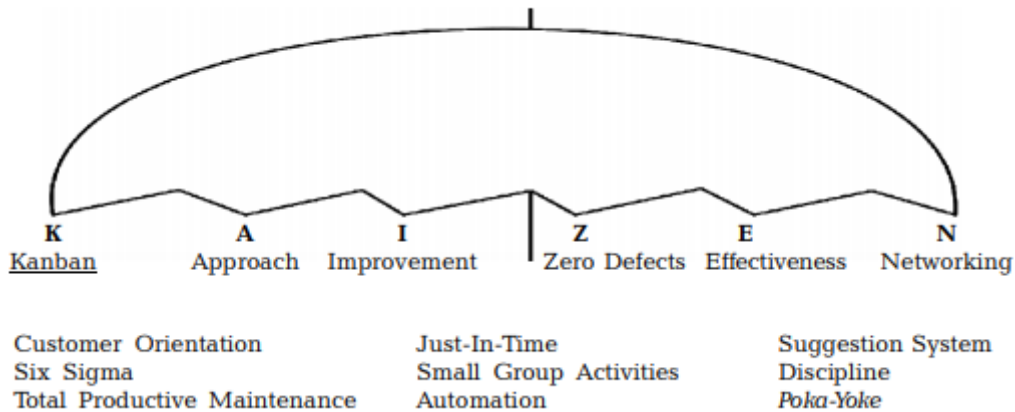 K A I Z E N
Kanban Approach Improvement Zero Defects Effectiveness Networking
Customer Orientation Just-In-Time Suggestion System
Six Sigma Small Group Activities Discipline
Total Productive Maintenance Automation Poka-Yoke